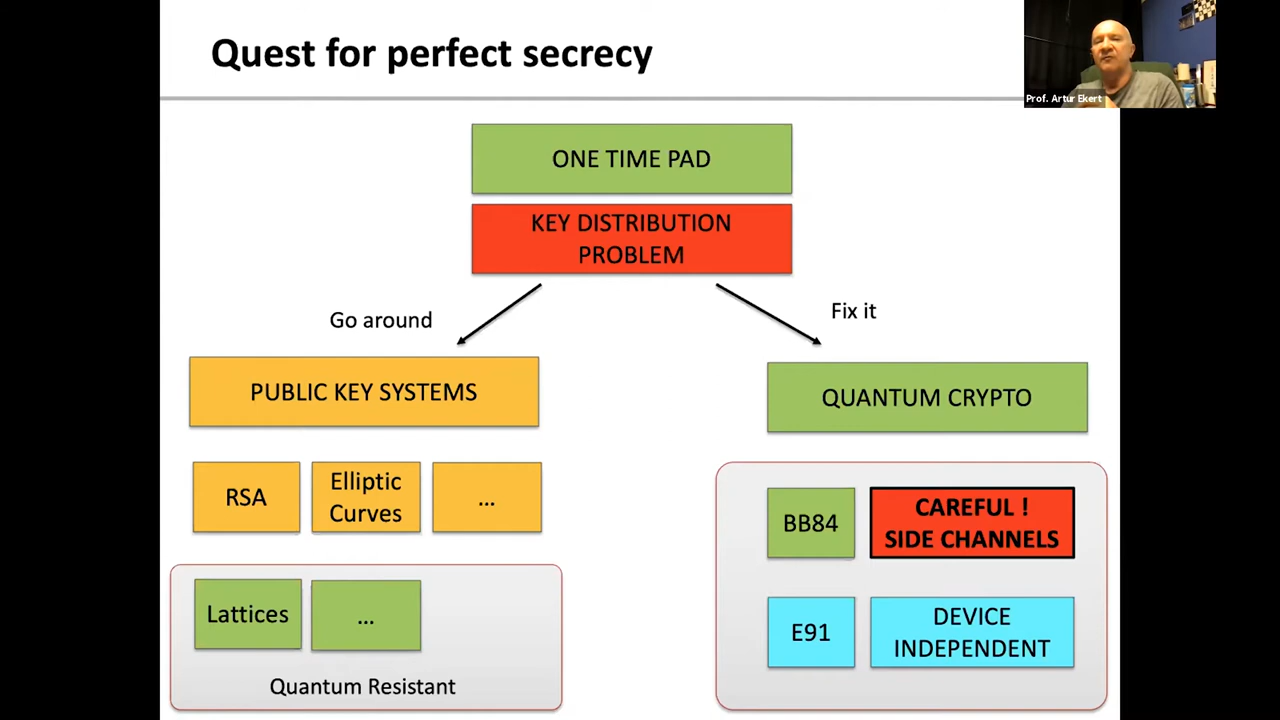 Quest for perfect secrecy
Prof. Artur Ekert
ONE TIME PAD
KEY DISTRIBUTION
PROBLEM
Go around
Fix it
PUBLIC KEY SYSTEMS
QUANTUM CRYPTO
RSA
Elliptic
Curves
...
BB84
CAREFUL !
SIDE CHANNELS
Lattices
...
E91
DEVICE
INDEPENDENT
Quantum Resistant